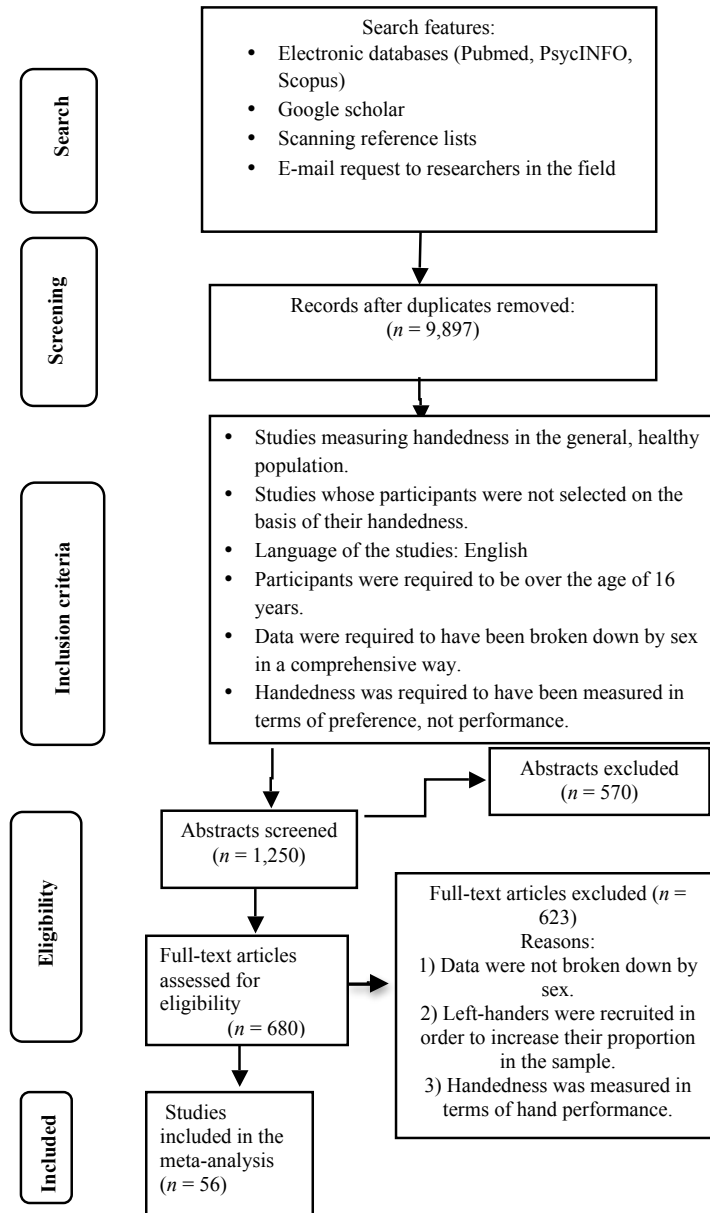 Search
Search features:
• Electronic databases (Pubmed, PsycINFO,
Scopus)
• Google scholar
• Scanning reference lists
• E-mail request to researchers in the field
Screening
Records after duplicates removed:
(n = 9,897)
Inclusion criteria
• Studies measuring handedness in the general, healthy
population.
• Studies whose participants were not selected on the
basis of their handedness.
• Language of the studies: English
• Participants were required to be over the age of 16
years.
• Data were required to have been broken down by sex
in a comprehensive way.
• Handedness was required to have been measured in
terms of preference, not performance.
Eligibility
Abstracts screened
(n = 1,250)
Abstracts excluded
(n = 570)
Full-text articles
assessed for
eligibility
(n = 680)
Full-text articles excluded (n =
623)
Reasons:
1) Data were not broken down by
sex.
2) Left-handers were recruited in
order to increase their proportion
in the sample.
3) Handedness was measured in
terms of hand performance.
Included
Studies
included in the
meta-analysis
(n = 56)